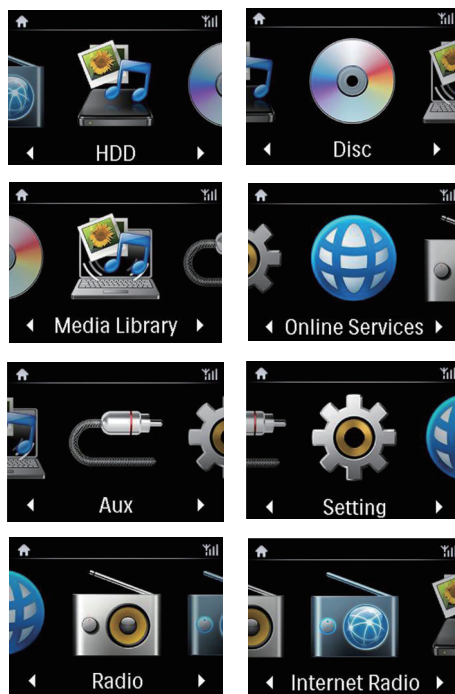 HDD
Disc
Media Library
Online Services
Aux
Setting
Radio
Internet Radio